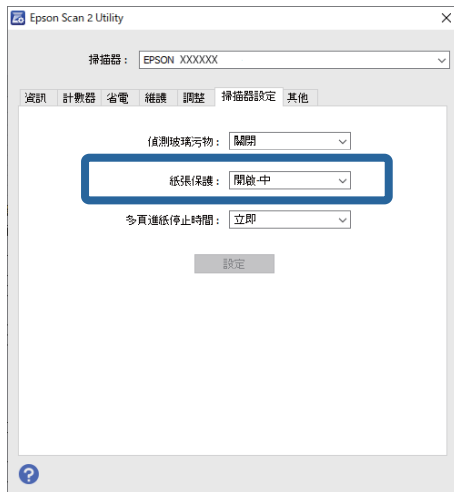 Epson Scan 2 Utility
掃描器： EPSON XXXXXX
資訊 計數器 省電 維護 調整 掃描器設定 其他
偵測玻璃污物： 關閉
紙張保護： 開啟-中
多頁進紙停止時間： 立即
設定
?